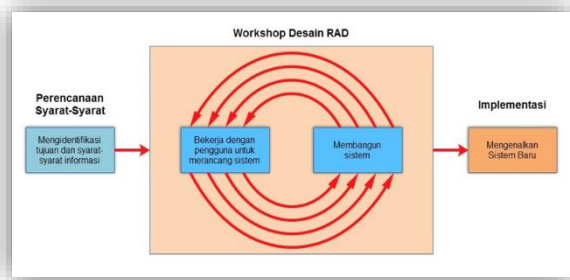 Workshop Desain RAD
Perencanaan
Syarat-Syarat
Mengidentifikasi
tujuan dan syarat-
syarat informasi
Bekerja dengan
pengguna untuk
merancang sistem
Membangun
sistem
Implementasi
Mengenalkan
Sistem Baru